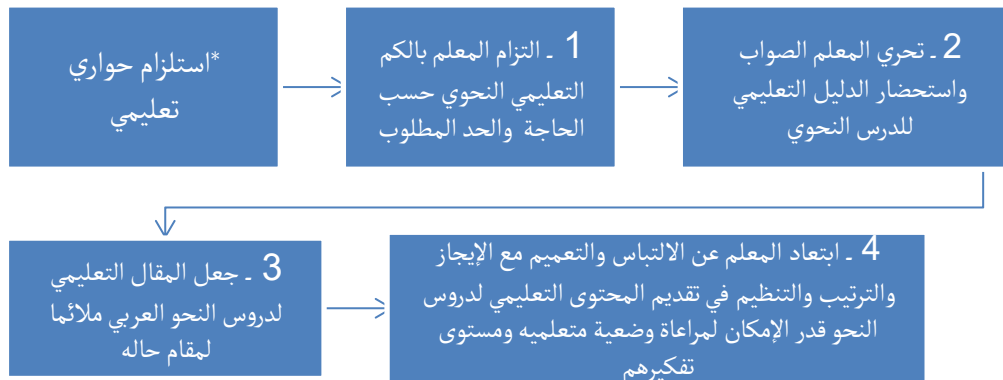 *استلزام حواري
تعليمي
1 ـ التزام المعلم بالكم
التعليمي النحوي حسب
الحاجة والحد المطلوب
2 ـ تحري المعلم الصواب
واستحضار الدليل التعليمي
للدرس النحوي
3 ـ جعل المقال التعليمي
لدروس النحو العربي ملائما
لمقام حاله
4 ـ ابتعاد المعلم عن الالتباس والتعميم مع الإيجاز
والترتيب والتنظيم في تقديم المحتوى التعليمي لدروس
النحو قدر الإمكان لمراعاة وضعية متعلميه ومستوى
تفكيرهم